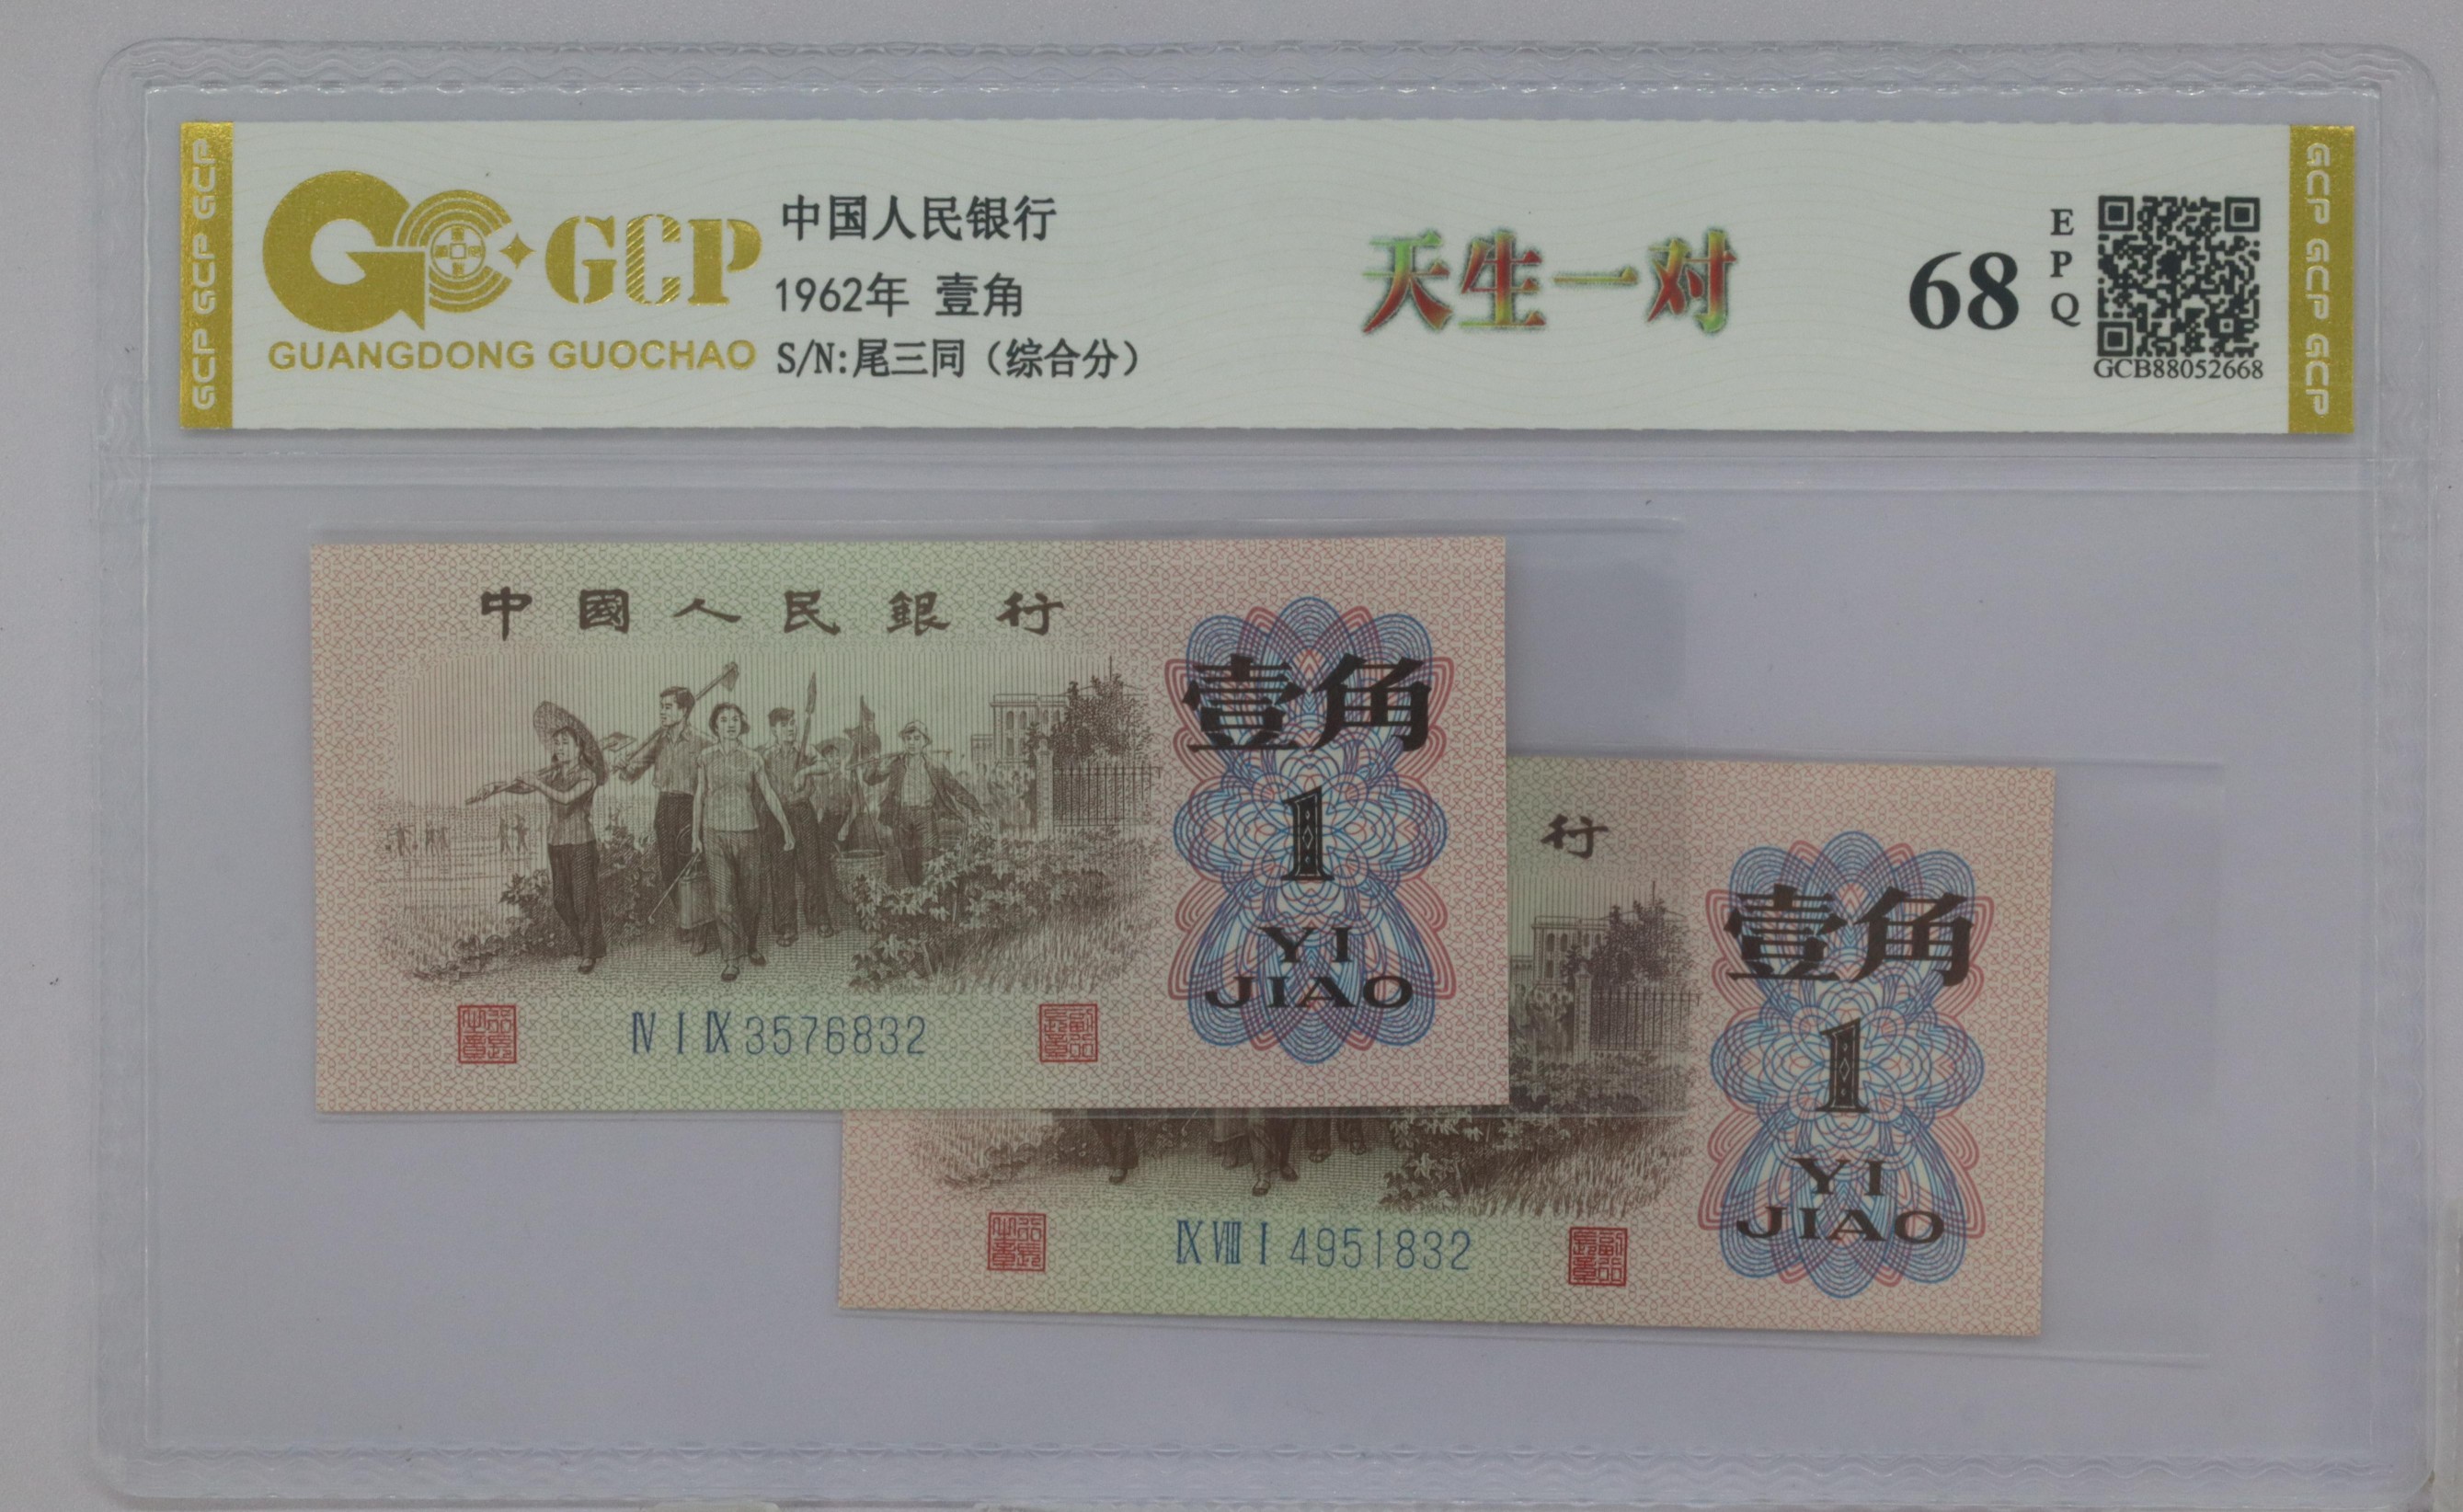 GCP GCP GCP
GCP
GUANGDONG GUOCHAO
中国人民银行
1962年 壹角
S/N:尾三同（综合分）
天生一对
68
EPQ
GCB88052668
GCP GCP GCP
中國人民銀行
壹角
1
YI
JIAO
Ⅳ Ⅰ Ⅸ 3576832
行
壹角
1
YI
JIAO
Ⅸ Ⅷ Ⅰ 4951832